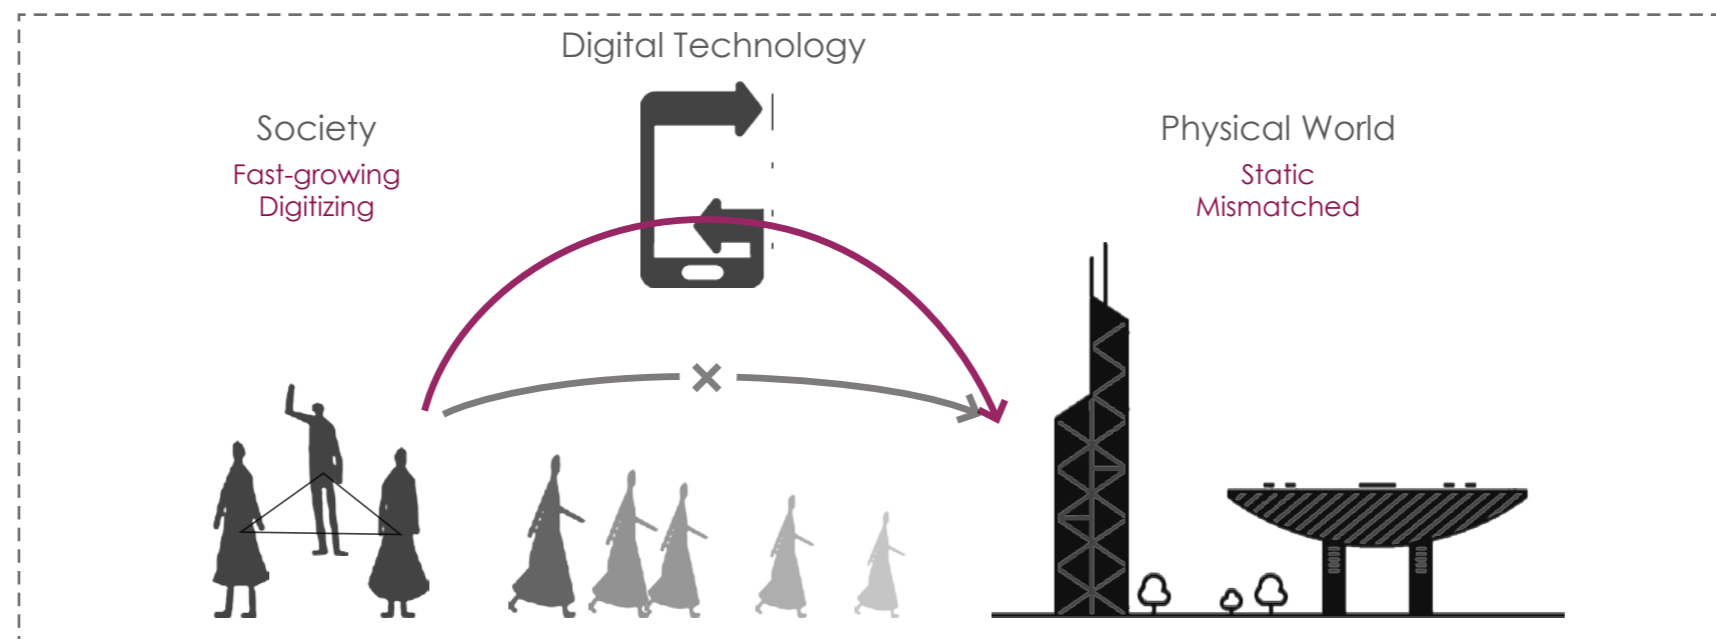 Digital Technology
Society
Fast-growing
Digitizing
Physical World
Static
Mismatched